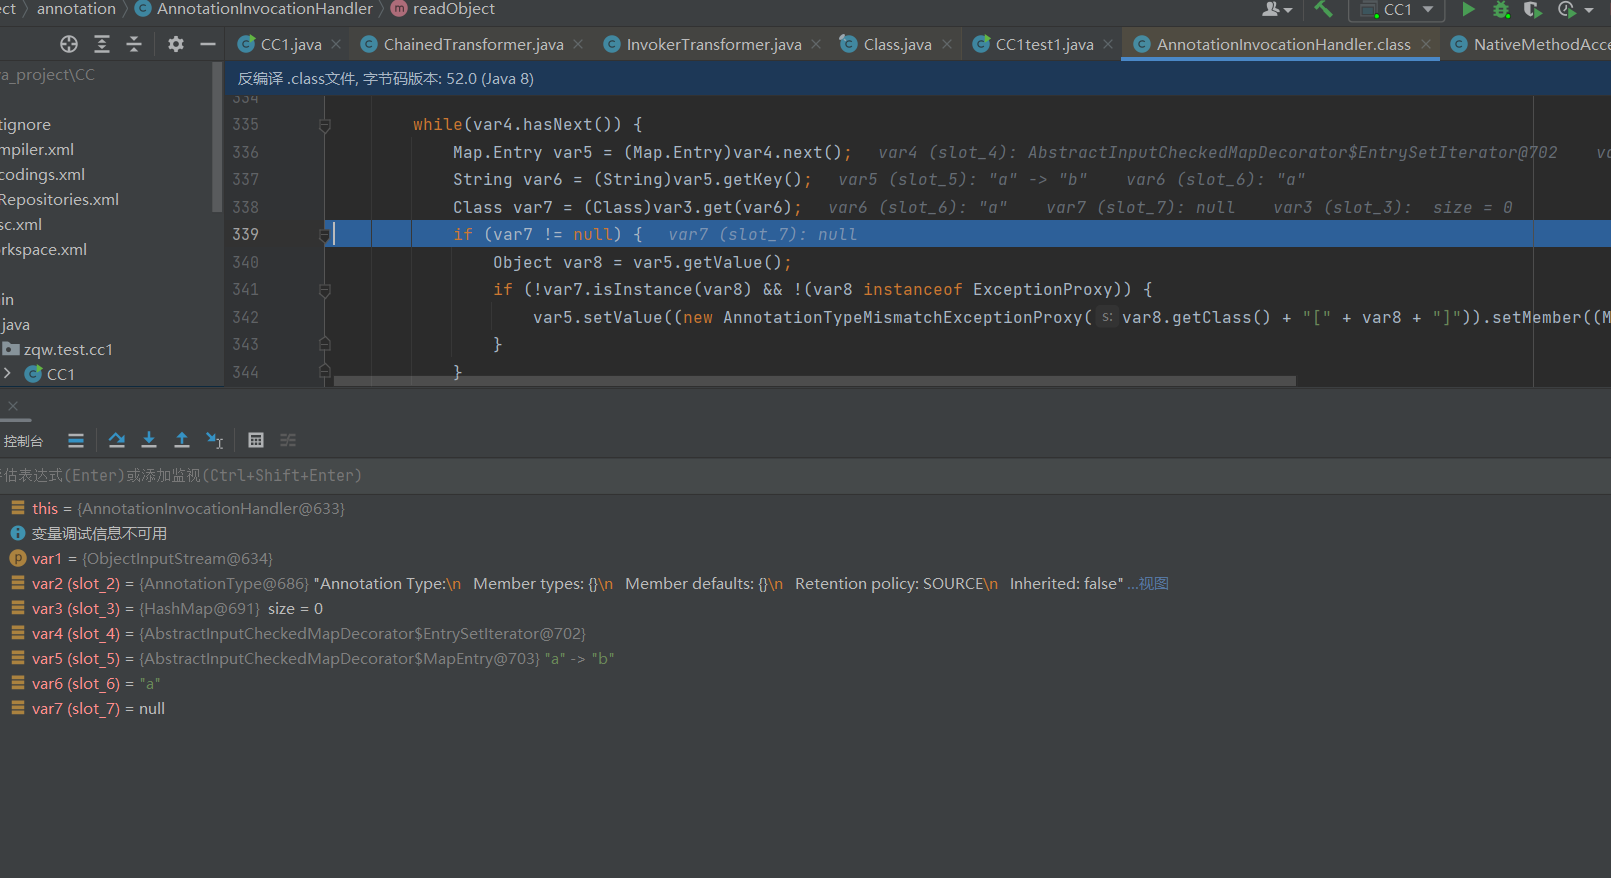 ect 〉 annotation 〉 AnnotationInvocationHandler 〉 readObject
CC1
CC1.java ChainedTransformer.java InvokerTransformer.java Class.java CC1test1.java AnnotationInvocationHandler.class NativeMethodAcce
va_project\CC
反编译 .class文件, 字节码版本: 52.0 (Java 8)
334
tignore
335 while(var4.hasNext()) {
mpiler.xml
336 Map.Entry var5 = (Map.Entry)var4.next(); var4 (slot_4): AbstractInputCheckedMapDecorator$EntrySetIterator@702 va
codings.xml
337 String var6 = (String)var5.getKey(); var5 (slot_5): "a" -> "b" var6 (slot_6): "a"
Repositories.xml
338 Class var7 = (Class)var3.get(var6); var6 (slot_6): "a" var7 (slot_7): null var3 (slot_3): size = 0
sc.xml
339 if (var7 != null) { var7 (slot_7): null
rkspace.xml
340 Object var8 = var5.getValue();
in
341 if (!var7.isInstance(var8) && !(var8 instanceof ExceptionProxy)) {
java
342 var5.setValue((new AnnotationTypeMismatchExceptionProxy( s: var8.getClass() + "[" + var8 + "]")).setMember((M
zqw.test.cc1
343 }
CC1
344 }
控制台
估表达式(Enter)或添加监视(Ctrl+Shift+Enter)
this = {AnnotationInvocationHandler@633}
变量调试信息不可用
var1 = {ObjectInputStream@634}
var2 (slot_2) = {AnnotationType@686} "Annotation Type:\n Member types: {}\n Member defaults: {}\n Retention policy: SOURCE\n Inherited: false" ...视图
var3 (slot_3) = {HashMap@691} size = 0
var4 (slot_4) = {AbstractInputCheckedMapDecorator$EntrySetIterator@702}
var5 (slot_5) = {AbstractInputCheckedMapDecorator$MapEntry@703} "a" -> "b"
var6 (slot_6) = "a"
var7 (slot_7) = null